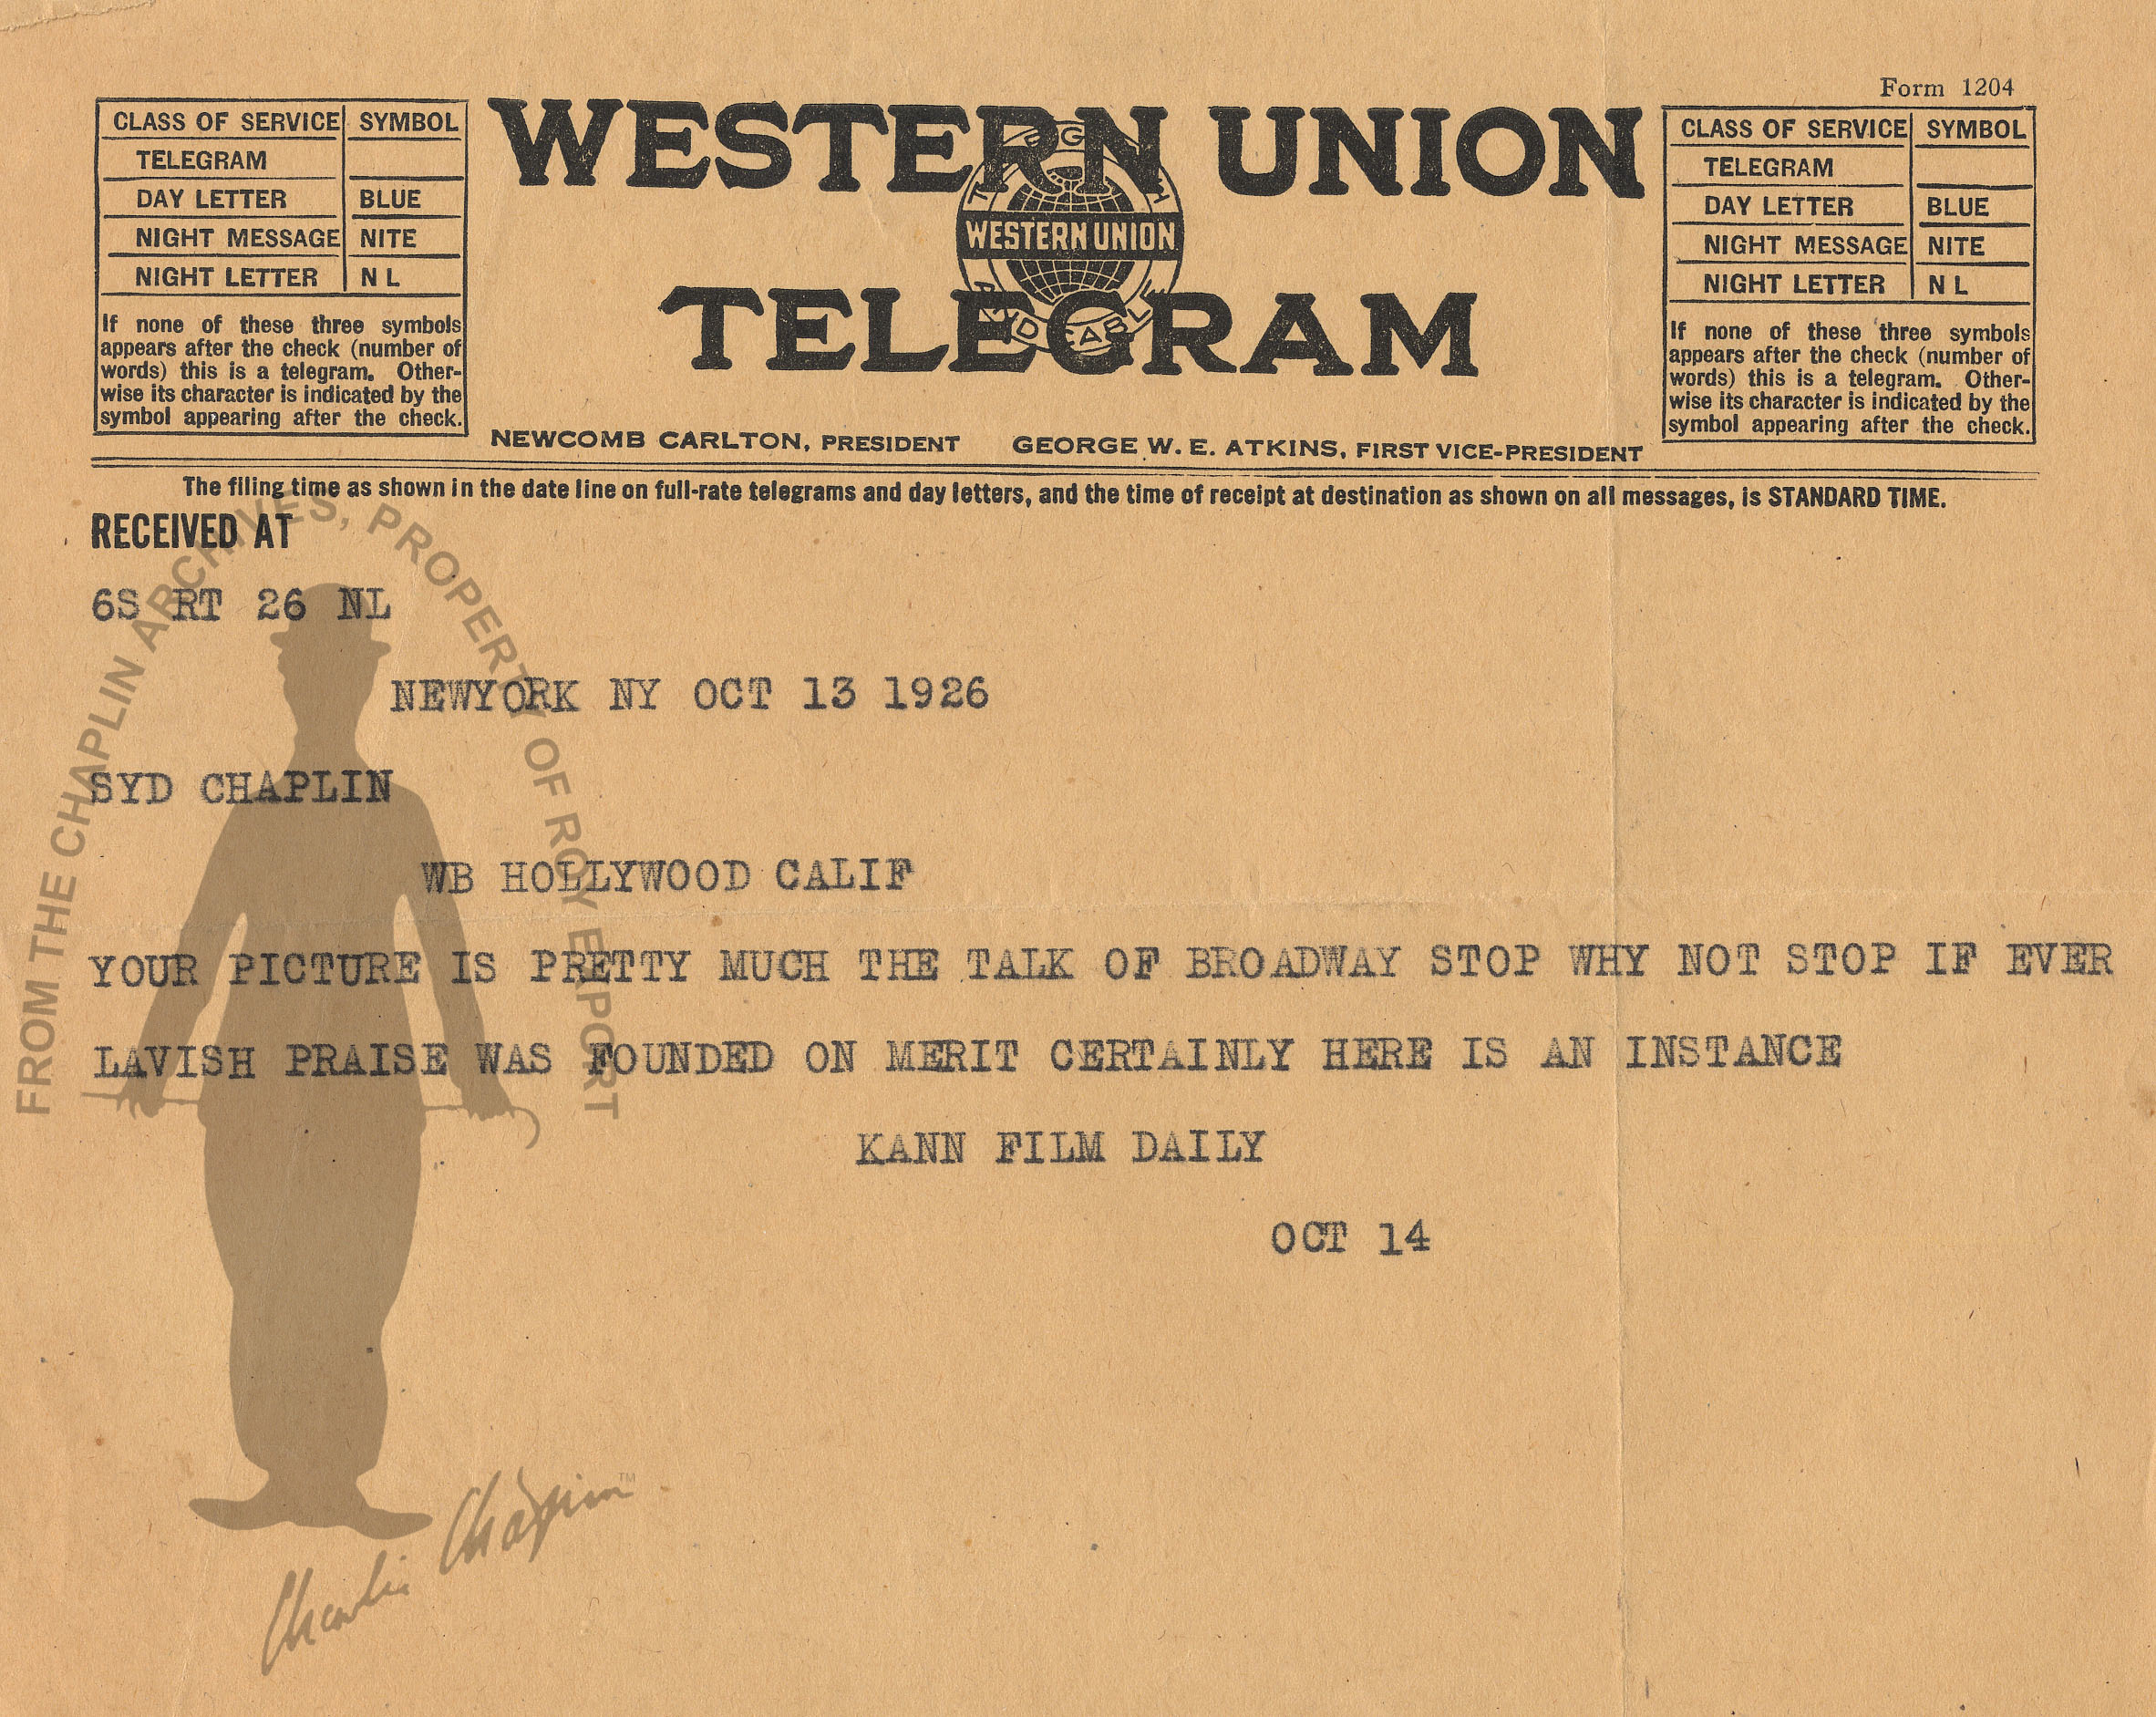 Form 1204
CLASS OF SERVICE SYMBOL
TELEGRAM
DAY LETTER BLUE
NIGHT MESSAGE NITE
NIGHT LETTER N L
If none of these three symbols
appears after the check (number of
words) this is a telegram. Other-
wise its character is indicated by the
symbol appearing after the check.
WESTERN UNION
TELEGRAPH
WESTERN UNION
AND CABLE
TELEGRAM
NEWCOMB CARLTON, PRESIDENT GEORGE W. E. ATKINS, FIRST VICE-PRESIDENT
CLASS OF SERVICE SYMBOL
TELEGRAM
DAY LETTER BLUE
NIGHT MESSAGE NITE
NIGHT LETTER N L
If none of these three symbols
appears after the check (number of
words) this is a telegram. Other-
wise its character is indicated by the
symbol appearing after the check.
The filing time as shown in the date line on full-rate telegrams and day letters, and the time of receipt at destination as shown on all messages, is STANDARD TIME.
RECEIVED AT
6S RT 26 NL
NEWYORK NY OCT 13 1926
SYD CHAPLIN
WB HOLLYWOOD CALIF
YOUR PICTURE IS PRETTY MUCH THE TALK OF BROADWAY STOP WHY NOT STOP IF EVER
LAVISH PRAISE WAS FOUNDED ON MERIT CERTAINLY HERE IS AN INSTANCE
KANN FILM DAILY
OCT 14
FROM THE CHAPLIN ARCHIVES, PROPERTY OF ROY EXPORT
Charlie Chaplin TM